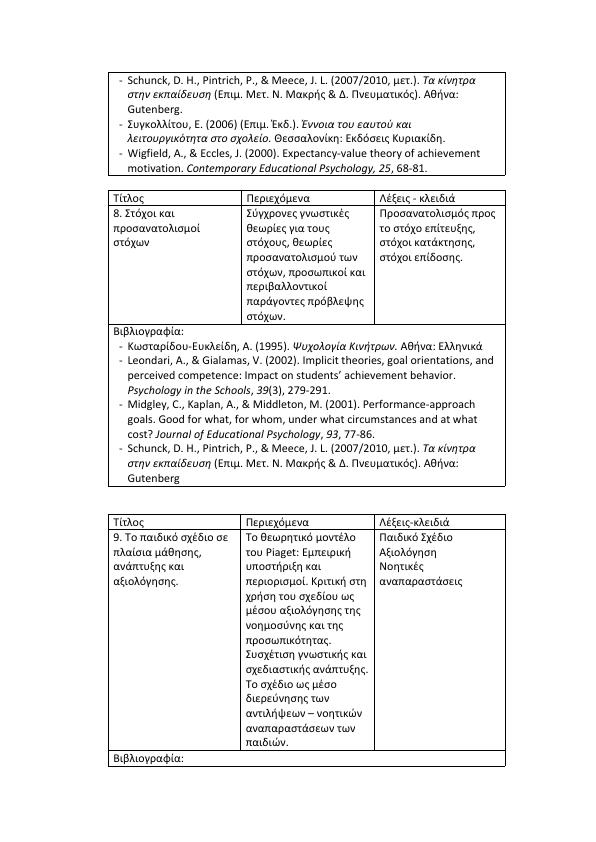 - Schunck, D. H., Pintrich, P., & Meece, J. L. (2007/2010, μετ.). Τα κίνητρα
στην εκπαίδευση (Επιμ. Μετ. Ν. Μακρής & Δ. Πνευματικός). Αθήνα:
Gutenberg.
- Συγκολλίτου, Ε. (2006) (Επιμ. Έκδ.). Έννοια του εαυτού και
λειτουργικότητα στο σχολείο. Θεσσαλονίκη: Εκδόσεις Κυριακίδη.
- Wigfield, A., & Eccles, J. (2000). Expectancy-value theory of achievement
motivation. Contemporary Educational Psychology, 25, 68-81.
Τίτλος Περιεχόμενα Λέξεις - κλειδιά
8. Στόχοι και
προσανατολισμοί
στόχων
Σύγχρονες γνωστικές
θεωρίες για τους
στόχους, θεωρίες
προσανατολισμού των
στόχων, προσωπικοί και
περιβαλλοντικοί
παράγοντες πρόβλεψης
στόχων.
Προσανατολισμός προς
το στόχο επίτευξης,
στόχοι κατάκτησης,
στόχοι επίδοσης.
Βιβλιογραφία:
- Κωσταρίδου-Ευκλείδη, Α. (1995). Ψυχολογία Κινήτρων. Αθήνα: Ελληνικά
- Leondari, A., & Gialamas, V. (2002). Implicit theories, goal orientations, and
perceived competence: Impact on students’ achievement behavior.
Psychology in the Schools, 39(3), 279-291.
- Midgley, C., Kaplan, A., & Middleton, M. (2001). Performance-approach
goals. Good for what, for whom, under what circumstances and at what
cost? Journal of Educational Psychology, 93, 77-86.
- Schunck, D. H., Pintrich, P., & Meece, J. L. (2007/2010, μετ.). Τα κίνητρα
στην εκπαίδευση (Επιμ. Μετ. Ν. Μακρής & Δ. Πνευματικός). Αθήνα:
Gutenberg
Τίτλος Περιεχόμενα Λέξεις-κλειδιά
9. Το παιδικό σχέδιο σε
πλαίσια μάθησης,
ανάπτυξης και
αξιολόγησης.
Το θεωρητικό μοντέλο
του Piaget: Εμπειρική
υποστήριξη και
περιορισμοί. Κριτική στη
χρήση του σχεδίου ως
μέσου αξιολόγησης της
νοημοσύνης και της
προσωπικότητας.
Συσχέτιση γνωστικής και
σχεδιαστικής ανάπτυξης.
Το σχέδιο ως μέσο
διερεύνησης των
αντιλήψεων – νοητικών
αναπαραστάσεων των
παιδιών.
Παιδικό Σχέδιο
Αξιολόγηση
Νοητικές
αναπαραστάσεις
Βιβλιογραφία: